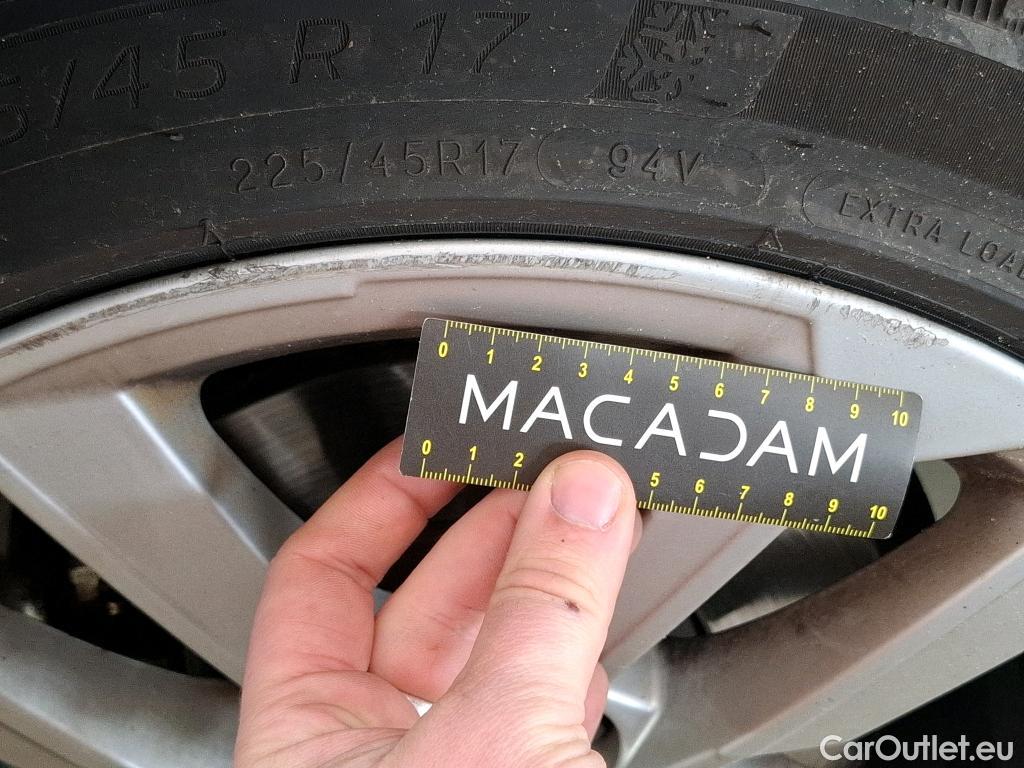 5/45 R 17
225/45R17 94V
EXTRA LOAD
0 1 2 3 4 5 6 7 8 9 10
MACADAM
0 1 2 5 6 7 8 9 10
CarOutlet.eu